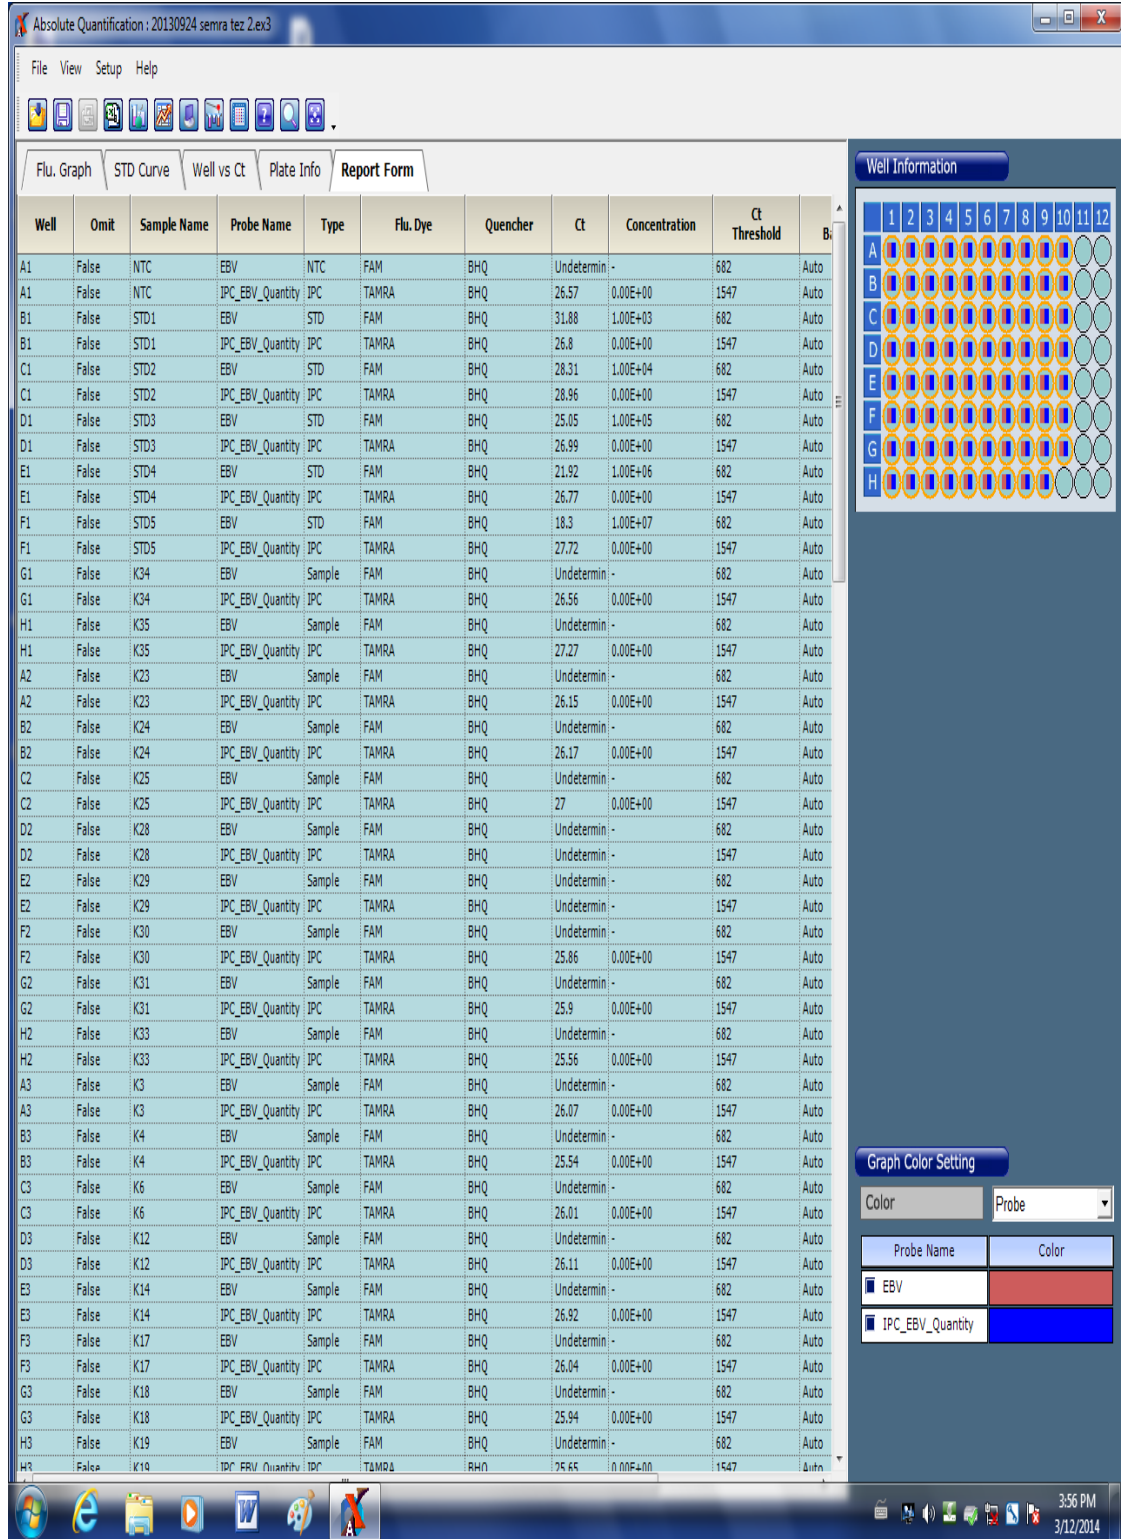 Absolute Quantification : 20130924 semra tez 2.ex3
File View Setup Help
Flu. Graph STD Curve Well vs Ct Plate Info Report Form
Well Omit Sample Name Probe Name Type Flu. Dye Quencher Ct Concentration Ct Threshold
A1 False NTC EBV NTC FAM BHQ Undetermin - 682 Auto
A1 False NTC IPC_EBV_Quantity IPC TAMRA BHQ 26.57 0.00E+00 1547 Auto
B1 False STD1 EBV STD FAM BHQ 31.88 1.00E+03 682 Auto
B1 False STD1 IPC_EBV_Quantity IPC TAMRA BHQ 26.8 0.00E+00 1547 Auto
C1 False STD2 EBV STD FAM BHQ 28.31 1.00E+04 682 Auto
C1 False STD2 IPC_EBV_Quantity IPC TAMRA BHQ 28.96 0.00E+00 1547 Auto
D1 False STD3 EBV STD FAM BHQ 25.05 1.00E+05 682 Auto
D1 False STD3 IPC_EBV_Quantity IPC TAMRA BHQ 26.99 0.00E+00 1547 Auto
E1 False STD4 EBV STD FAM BHQ 21.92 1.00E+06 682 Auto
E1 False STD4 IPC_EBV_Quantity IPC TAMRA BHQ 26.77 0.00E+00 1547 Auto
F1 False STD5 EBV STD FAM BHQ 18.3 1.00E+07 682 Auto
F1 False STD5 IPC_EBV_Quantity IPC TAMRA BHQ 27.72 0.00E+00 1547 Auto
G1 False K34 EBV Sample FAM BHQ Undetermin - 682 Auto
G1 False K34 IPC_EBV_Quantity IPC TAMRA BHQ 26.56 0.00E+00 1547 Auto
H1 False K35 EBV Sample FAM BHQ Undetermin - 682 Auto
H1 False K35 IPC_EBV_Quantity IPC TAMRA BHQ 27.27 0.00E+00 1547 Auto
A2 False K23 EBV Sample FAM BHQ Undetermin - 682 Auto
A2 False K23 IPC_EBV_Quantity IPC TAMRA BHQ 26.15 0.00E+00 1547 Auto
B2 False K24 EBV Sample FAM BHQ Undetermin - 682 Auto
B2 False K24 IPC_EBV_Quantity IPC TAMRA BHQ 26.17 0.00E+00 1547 Auto
C2 False K25 EBV Sample FAM BHQ Undetermin - 682 Auto
C2 False K25 IPC_EBV_Quantity IPC TAMRA BHQ 27 0.00E+00 1547 Auto
D2 False K28 EBV Sample FAM BHQ Undetermin - 682 Auto
D2 False K28 IPC_EBV_Quantity IPC TAMRA BHQ Undetermin - 1547 Auto
E2 False K29 EBV Sample FAM BHQ Undetermin - 682 Auto
E2 False K29 IPC_EBV_Quantity IPC TAMRA BHQ Undetermin - 1547 Auto
F2 False K30 EBV Sample FAM BHQ Undetermin - 682 Auto
F2 False K30 IPC_EBV_Quantity IPC TAMRA BHQ 25.86 0.00E+00 1547 Auto
G2 False K31 EBV Sample FAM BHQ Undetermin - 682 Auto
G2 False K31 IPC_EBV_Quantity IPC TAMRA BHQ 25.9 0.00E+00 1547 Auto
H2 False K33 EBV Sample FAM BHQ Undetermin - 682 Auto
H2 False K33 IPC_EBV_Quantity IPC TAMRA BHQ 25.56 0.00E+00 1547 Auto
A3 False K3 EBV Sample FAM BHQ Undetermin - 682 Auto
A3 False K3 IPC_EBV_Quantity IPC TAMRA BHQ 26.07 0.00E+00 1547 Auto
B3 False K4 EBV Sample FAM BHQ Undetermin - 682 Auto
B3 False K4 IPC_EBV_Quantity IPC TAMRA BHQ 25.54 0.00E+00 1547 Auto
C3 False K6 EBV Sample FAM BHQ Undetermin - 682 Auto
C3 False K6 IPC_EBV_Quantity IPC TAMRA BHQ 26.01 0.00E+00 1547 Auto
D3 False K12 EBV Sample FAM BHQ Undetermin - 682 Auto
D3 False K12 IPC_EBV_Quantity IPC TAMRA BHQ 26.11 0.00E+00 1547 Auto
E3 False K14 EBV Sample FAM BHQ Undetermin - 682 Auto
E3 False K14 IPC_EBV_Quantity IPC TAMRA BHQ 26.92 0.00E+00 1547 Auto
F3 False K17 EBV Sample FAM BHQ Undetermin - 682 Auto
F3 False K17 IPC_EBV_Quantity IPC TAMRA BHQ 26.04 0.00E+00 1547 Auto
G3 False K18 EBV Sample FAM BHQ Undetermin - 682 Auto
G3 False K18 IPC_EBV_Quantity IPC TAMRA BHQ 25.94 0.00E+00 1547 Auto
H3 False K19 EBV Sample FAM BHQ Undetermin - 682 Auto
H3 False K19 IPC_EBV_Quantity IPC TAMRA BHQ 25.65 0.00E+00 1547 Auto
Well Information
1 2 3 4 5 6 7 8 9 10 11 12
A
B
C
D
E
F
G
H
Graph Color Setting
Color Probe
Probe Name Color
EBV
IPC_EBV_Quantity
3:56 PM
3/12/2014